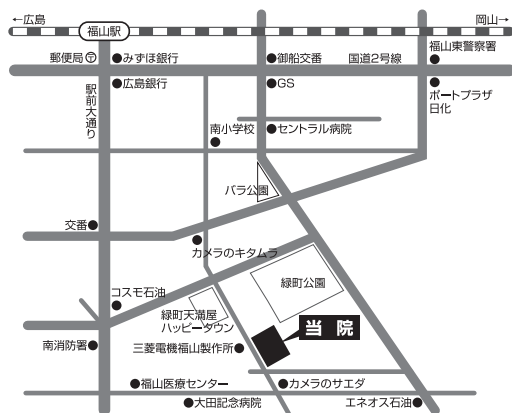 ←広島
岡山→
福山駅
郵便局〒
みずほ銀行
御船交番
国道2号線
福山東警察署
広島銀行
GS
ポートプラザ
日化
駅前大通り
南小学校
セントラル病院
バラ公園
交番
カメラのキタムラ
緑町公園
コスモ石油
緑町天満屋
ハッピータウン
当院
南消防署
三菱電機福山製作所
福山医療センター
カメラのサエダ
大田記念病院
エネオス石油